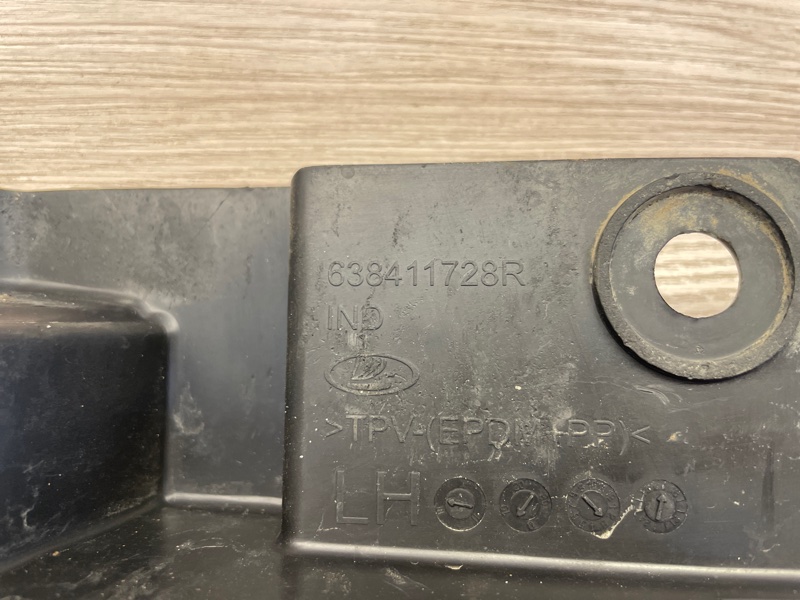 638411728R
IND
>TPV-(EPDM+PP)<
LH